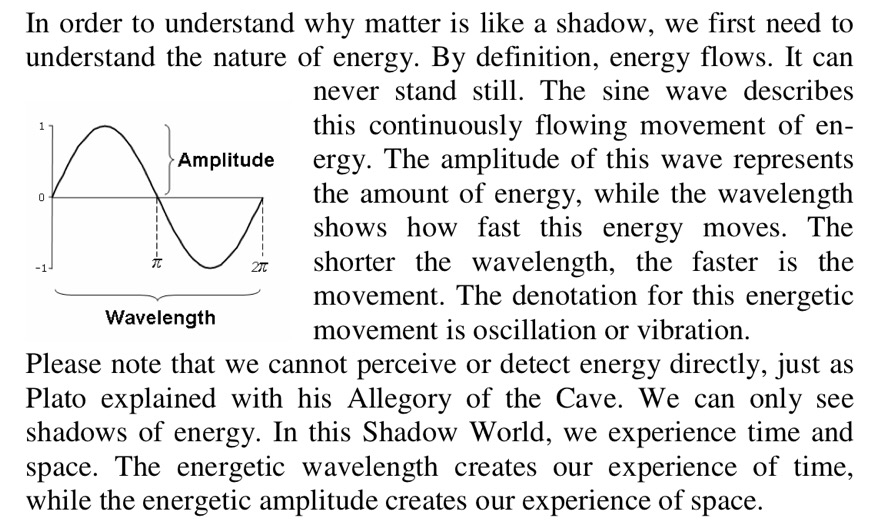 In order to understand why matter is like a shadow, we first need to
understand the nature of energy. By definition, energy flows. It can
never stand still. The sine wave describes
this continuously flowing movement of en-
ergy. The amplitude of this wave represents
the amount of energy, while the wavelength
shows how fast this energy moves. The
shorter the wavelength, the faster is the
movement. The denotation for this energetic
movement is oscillation or vibration.
1
Amplitude
0
-1
π
2π
Wavelength
Please note that we cannot perceive or detect energy directly, just as
Plato explained with his Allegory of the Cave. We can only see
shadows of energy. In this Shadow World, we experience time and
space. The energetic wavelength creates our experience of time,
while the energetic amplitude creates our experience of space.